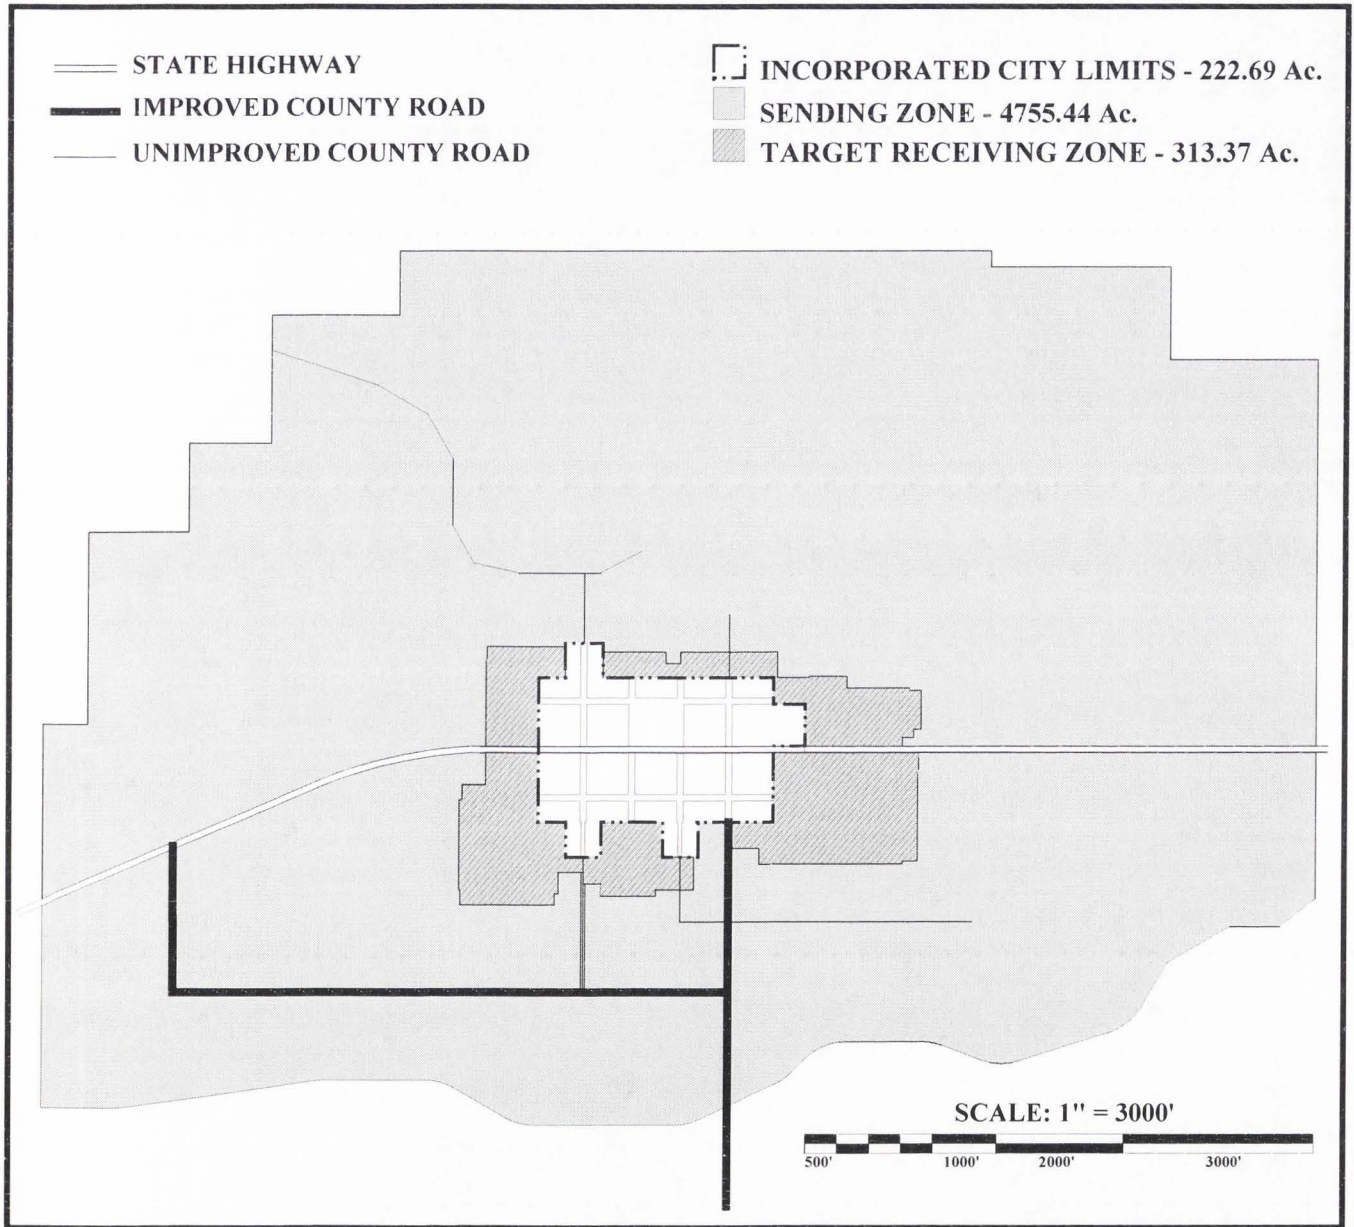 STATE HIGHWAY
IMPROVED COUNTY ROAD
UNIMPROVED COUNTY ROAD
INCORPORATED CITY LIMITS - 222.69 Ac.
SENDING ZONE - 4755.44 Ac.
TARGET RECEIVING ZONE - 313.37 Ac.
SCALE: 1" = 3000'
500' 1000' 2000' 3000'